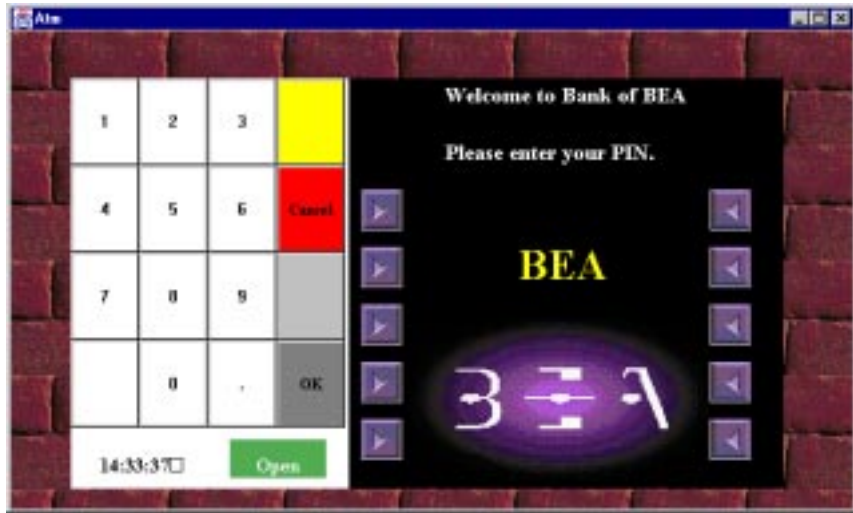 Atm
Welcome to Bank of BEA
Please enter your PIN.
1 2 3
4 5 6 Cancel
7 8 9
0 . OK
BEA
BEA
14:33:37
Open